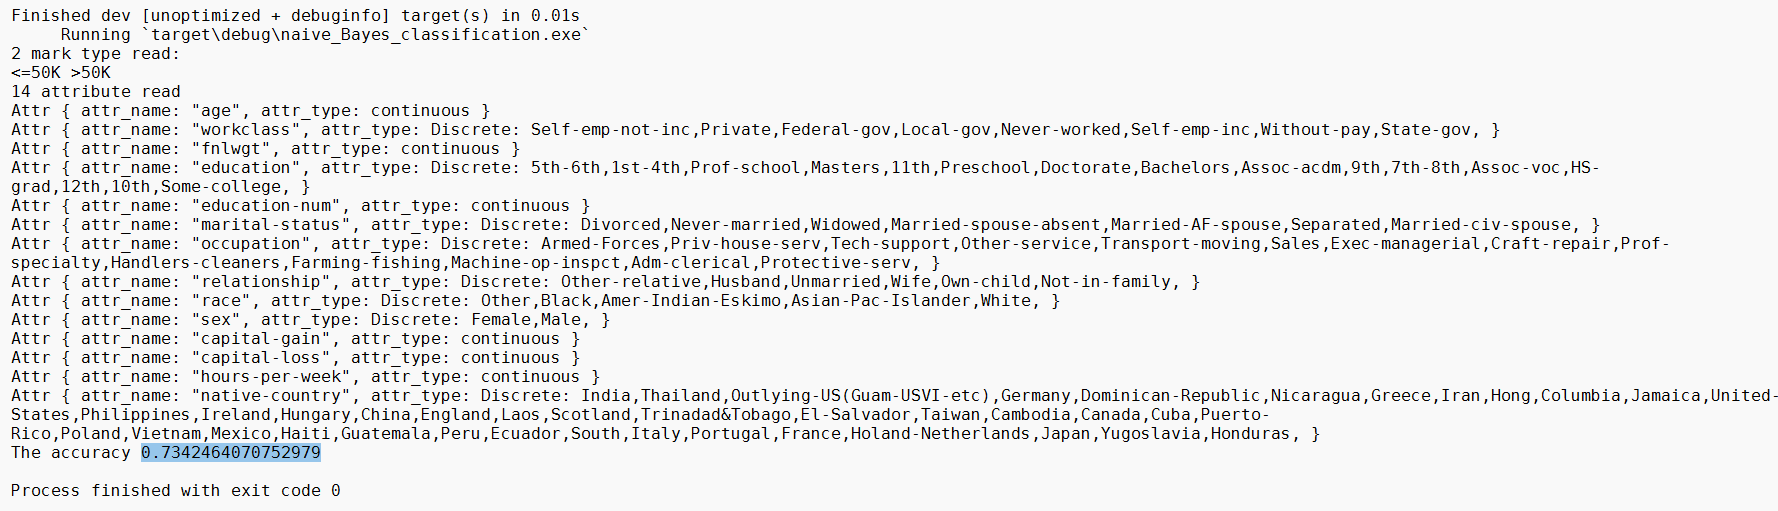 Finished dev [unoptimized + debuginfo] target(s) in 0.01s
Running `target\debug\naive_Bayes_classification.exe`
2 mark type read:
<=50K >50K
14 attribute read
Attr { attr_name: "age", attr_type: continuous }
Attr { attr_name: "workclass", attr_type: Discrete: Self-emp-not-inc,Private,Federal-gov,Local-gov,Never-worked,Self-emp-inc,Without-pay,State-gov, }
Attr { attr_name: "fnlwgt", attr_type: continuous }
Attr { attr_name: "education", attr_type: Discrete: 5th-6th,1st-4th,Prof-school,Masters,11th,Preschool,Doctorate,Bachelors,Assoc-acdm,9th,7th-8th,Assoc-voc,HS-
grad,12th,10th,Some-college, }
Attr { attr_name: "education-num", attr_type: continuous }
Attr { attr_name: "marital-status", attr_type: Discrete: Divorced,Never-married,Widowed,Married-spouse-absent,Married-AF-spouse,Separated,Married-civ-spouse, }
Attr { attr_name: "occupation", attr_type: Discrete: Armed-Forces,Priv-house-serv,Tech-support,Other-service,Transport-moving,Sales,Exec-managerial,Craft-repair,Prof-
specialty,Handlers-cleaners,Farming-fishing,Machine-op-inspct,Adm-clerical,Protective-serv, }
Attr { attr_name: "relationship", attr_type: Discrete: Other-relative,Husband,Unmarried,Wife,Own-child,Not-in-family, }
Attr { attr_name: "race", attr_type: Discrete: Other,Black,Amer-Indian-Eskimo,Asian-Pac-Islander,White, }
Attr { attr_name: "sex", attr_type: Discrete: Female,Male, }
Attr { attr_name: "capital-gain", attr_type: continuous }
Attr { attr_name: "capital-loss", attr_type: continuous }
Attr { attr_name: "hours-per-week", attr_type: continuous }
Attr { attr_name: "native-country", attr_type: Discrete: India,Thailand,Outlying-US(Guam-USVI-etc),Germany,Dominican-Republic,Nicaragua,Greece,Iran,Hong,Columbia,Jamaica,United-
States,Philippines,Ireland,Hungary,China,England,Laos,Scotland,Trinadad&Tobago,El-Salvador,Taiwan,Cambodia,Canada,Cuba,Puerto-
Rico,Poland,Vietnam,Mexico,Haiti,Guatemala,Peru,Ecuador,South,Italy,Portugal,France,Holand-Netherlands,Japan,Yugoslavia,Honduras, }
The accuracy 0.7342464070752979
Process finished with exit code 0